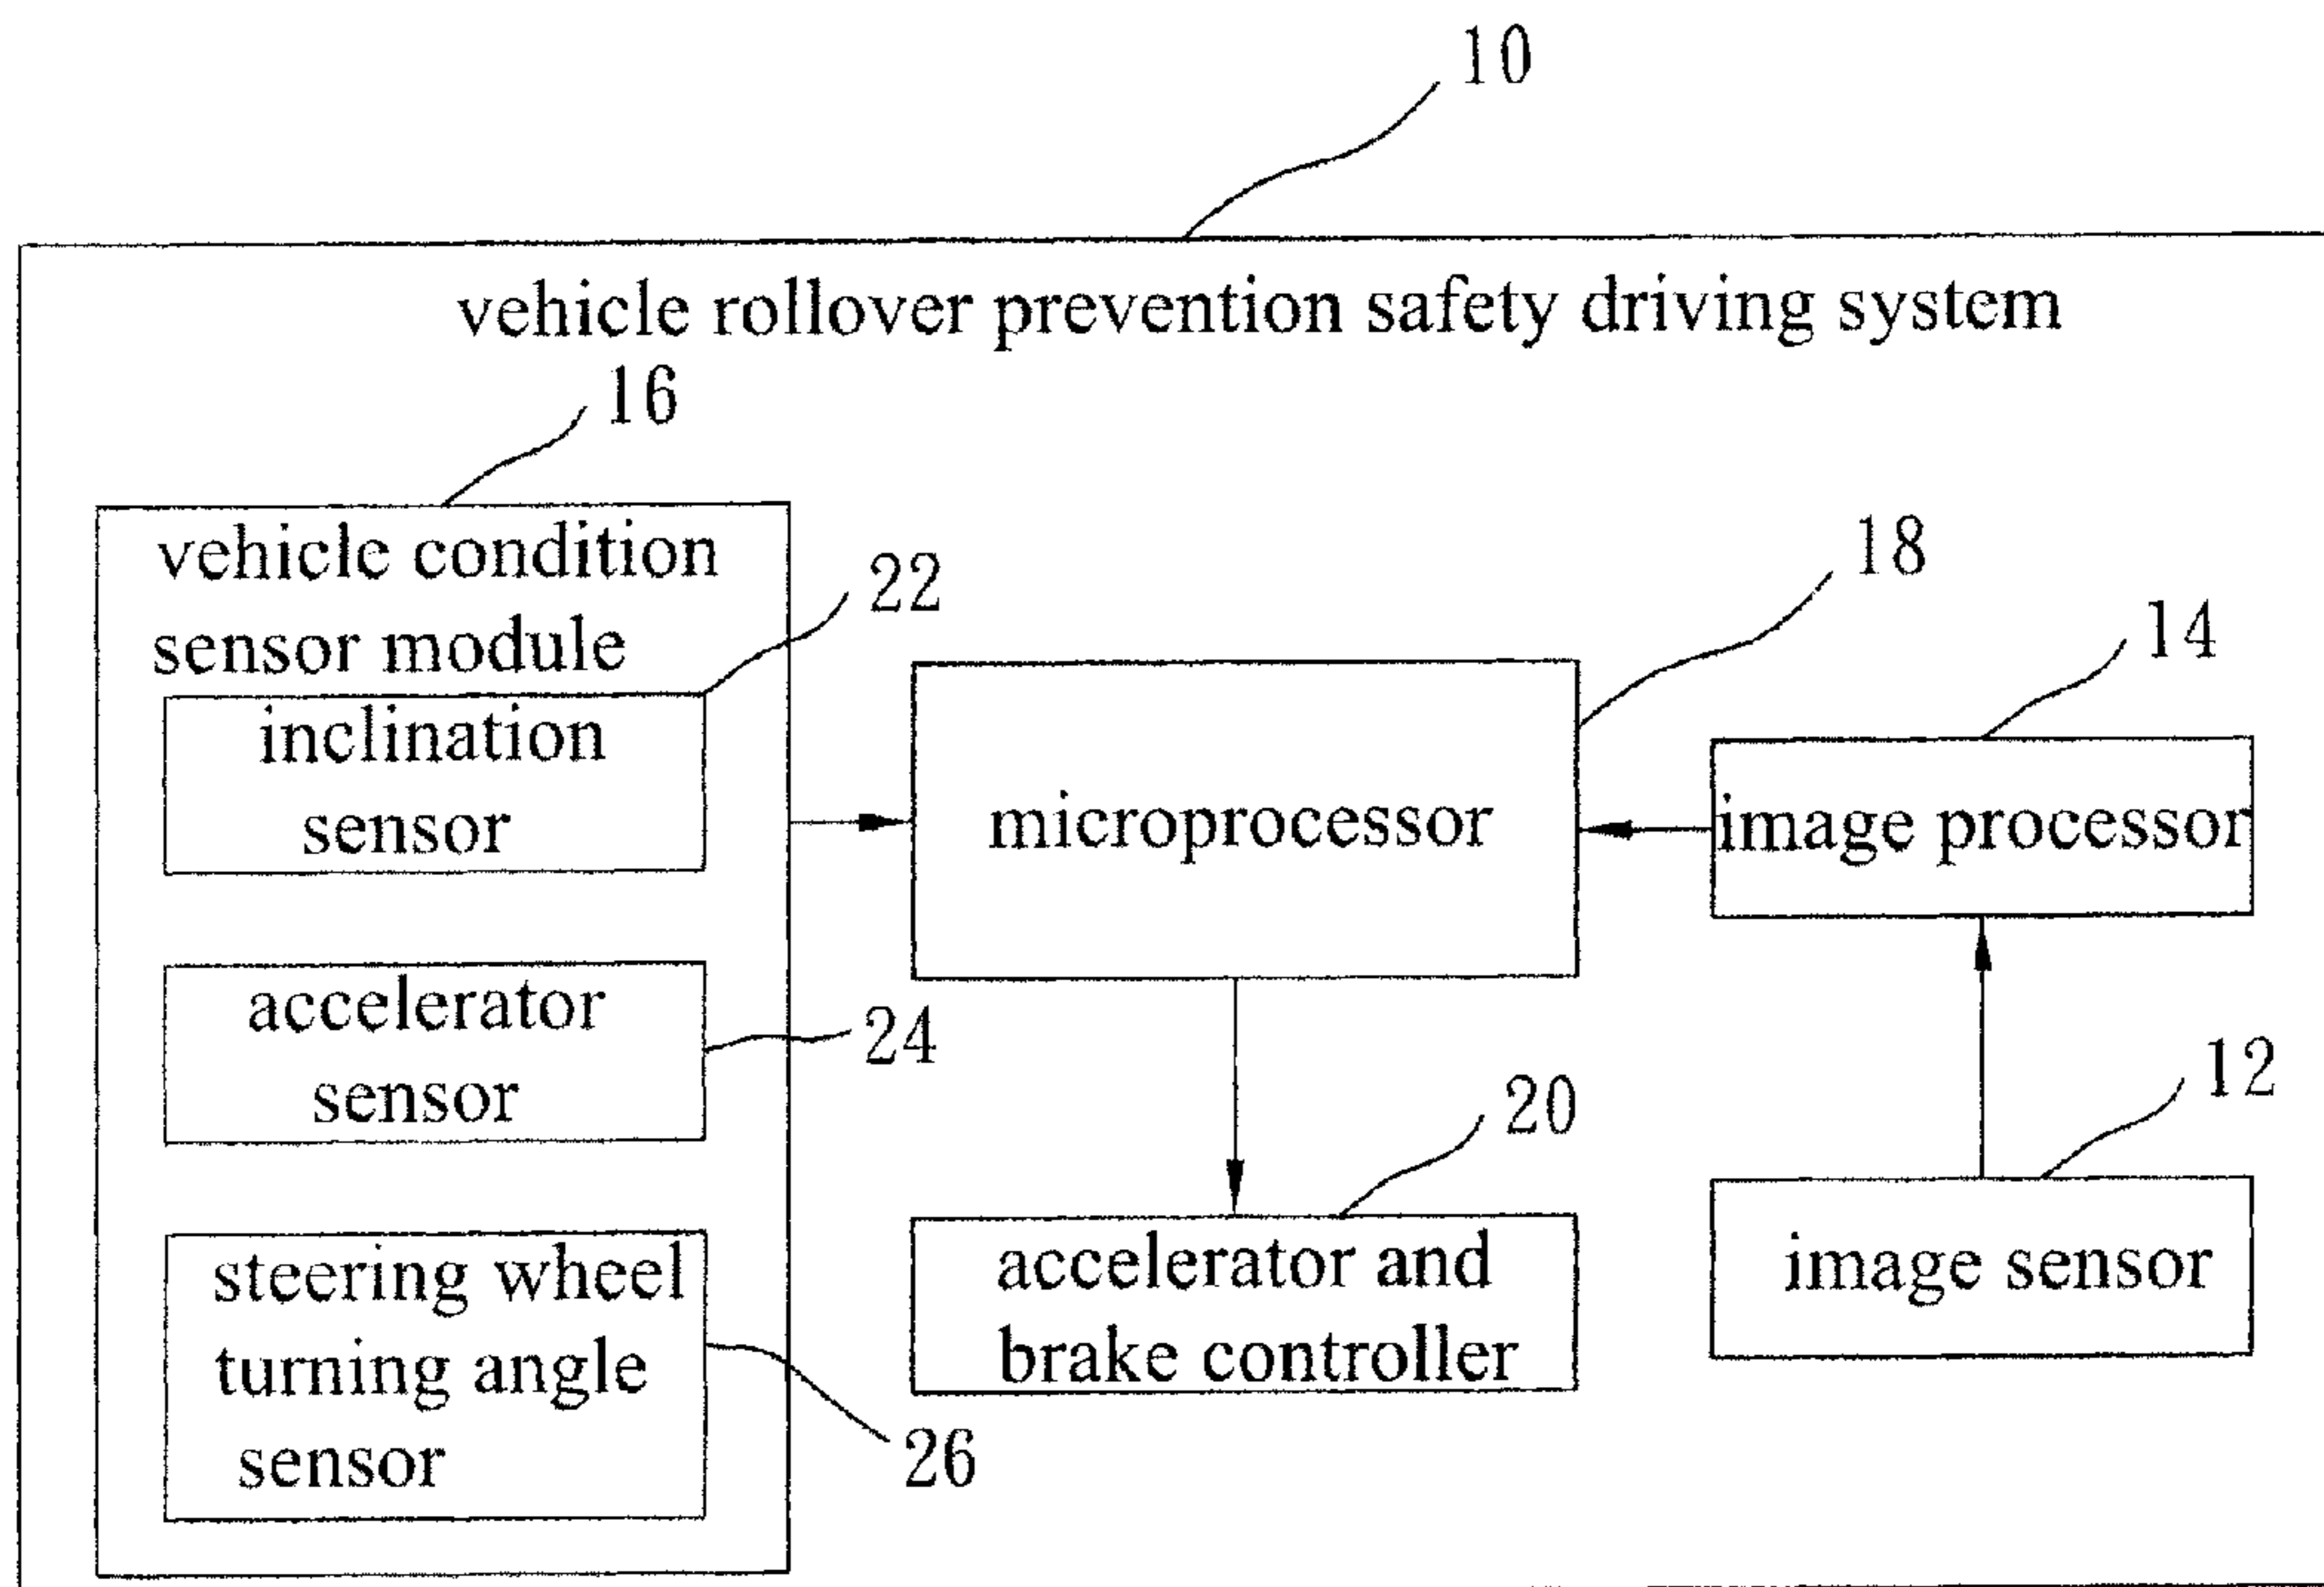 10
vehicle rollover prevention safety driving system
16
vehicle condition
sensor module
22
inclination
sensor
accelerator
sensor
24
steering wheel
turning angle
sensor
26
18
microprocessor
14
image processor
20
accelerator and
brake controller
12
image sensor